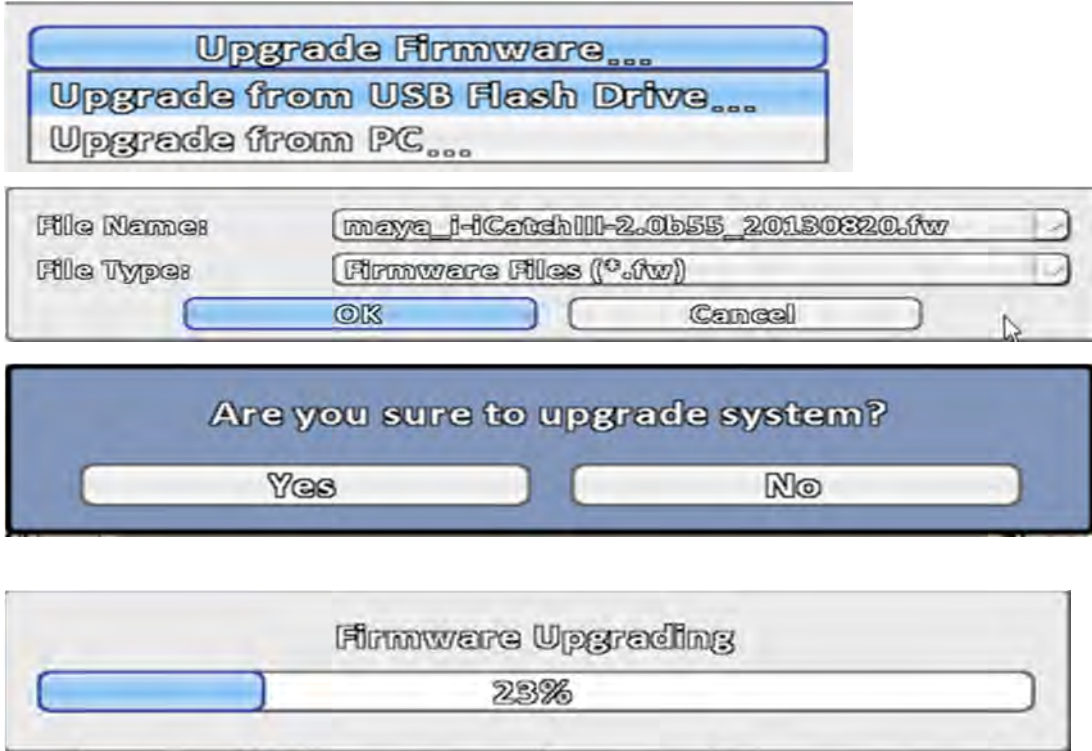 Upgrade Firmware...
Upgrade from USB Flash Drive...
Upgrade from PC...
File Name: maya_i-iCatchIII-2.0b55_20130820.fw
File Type: Firmware Files (*.fw)
OK Cancel
Are you sure to upgrade system?
Yes No
Firmware Upgrading
23%